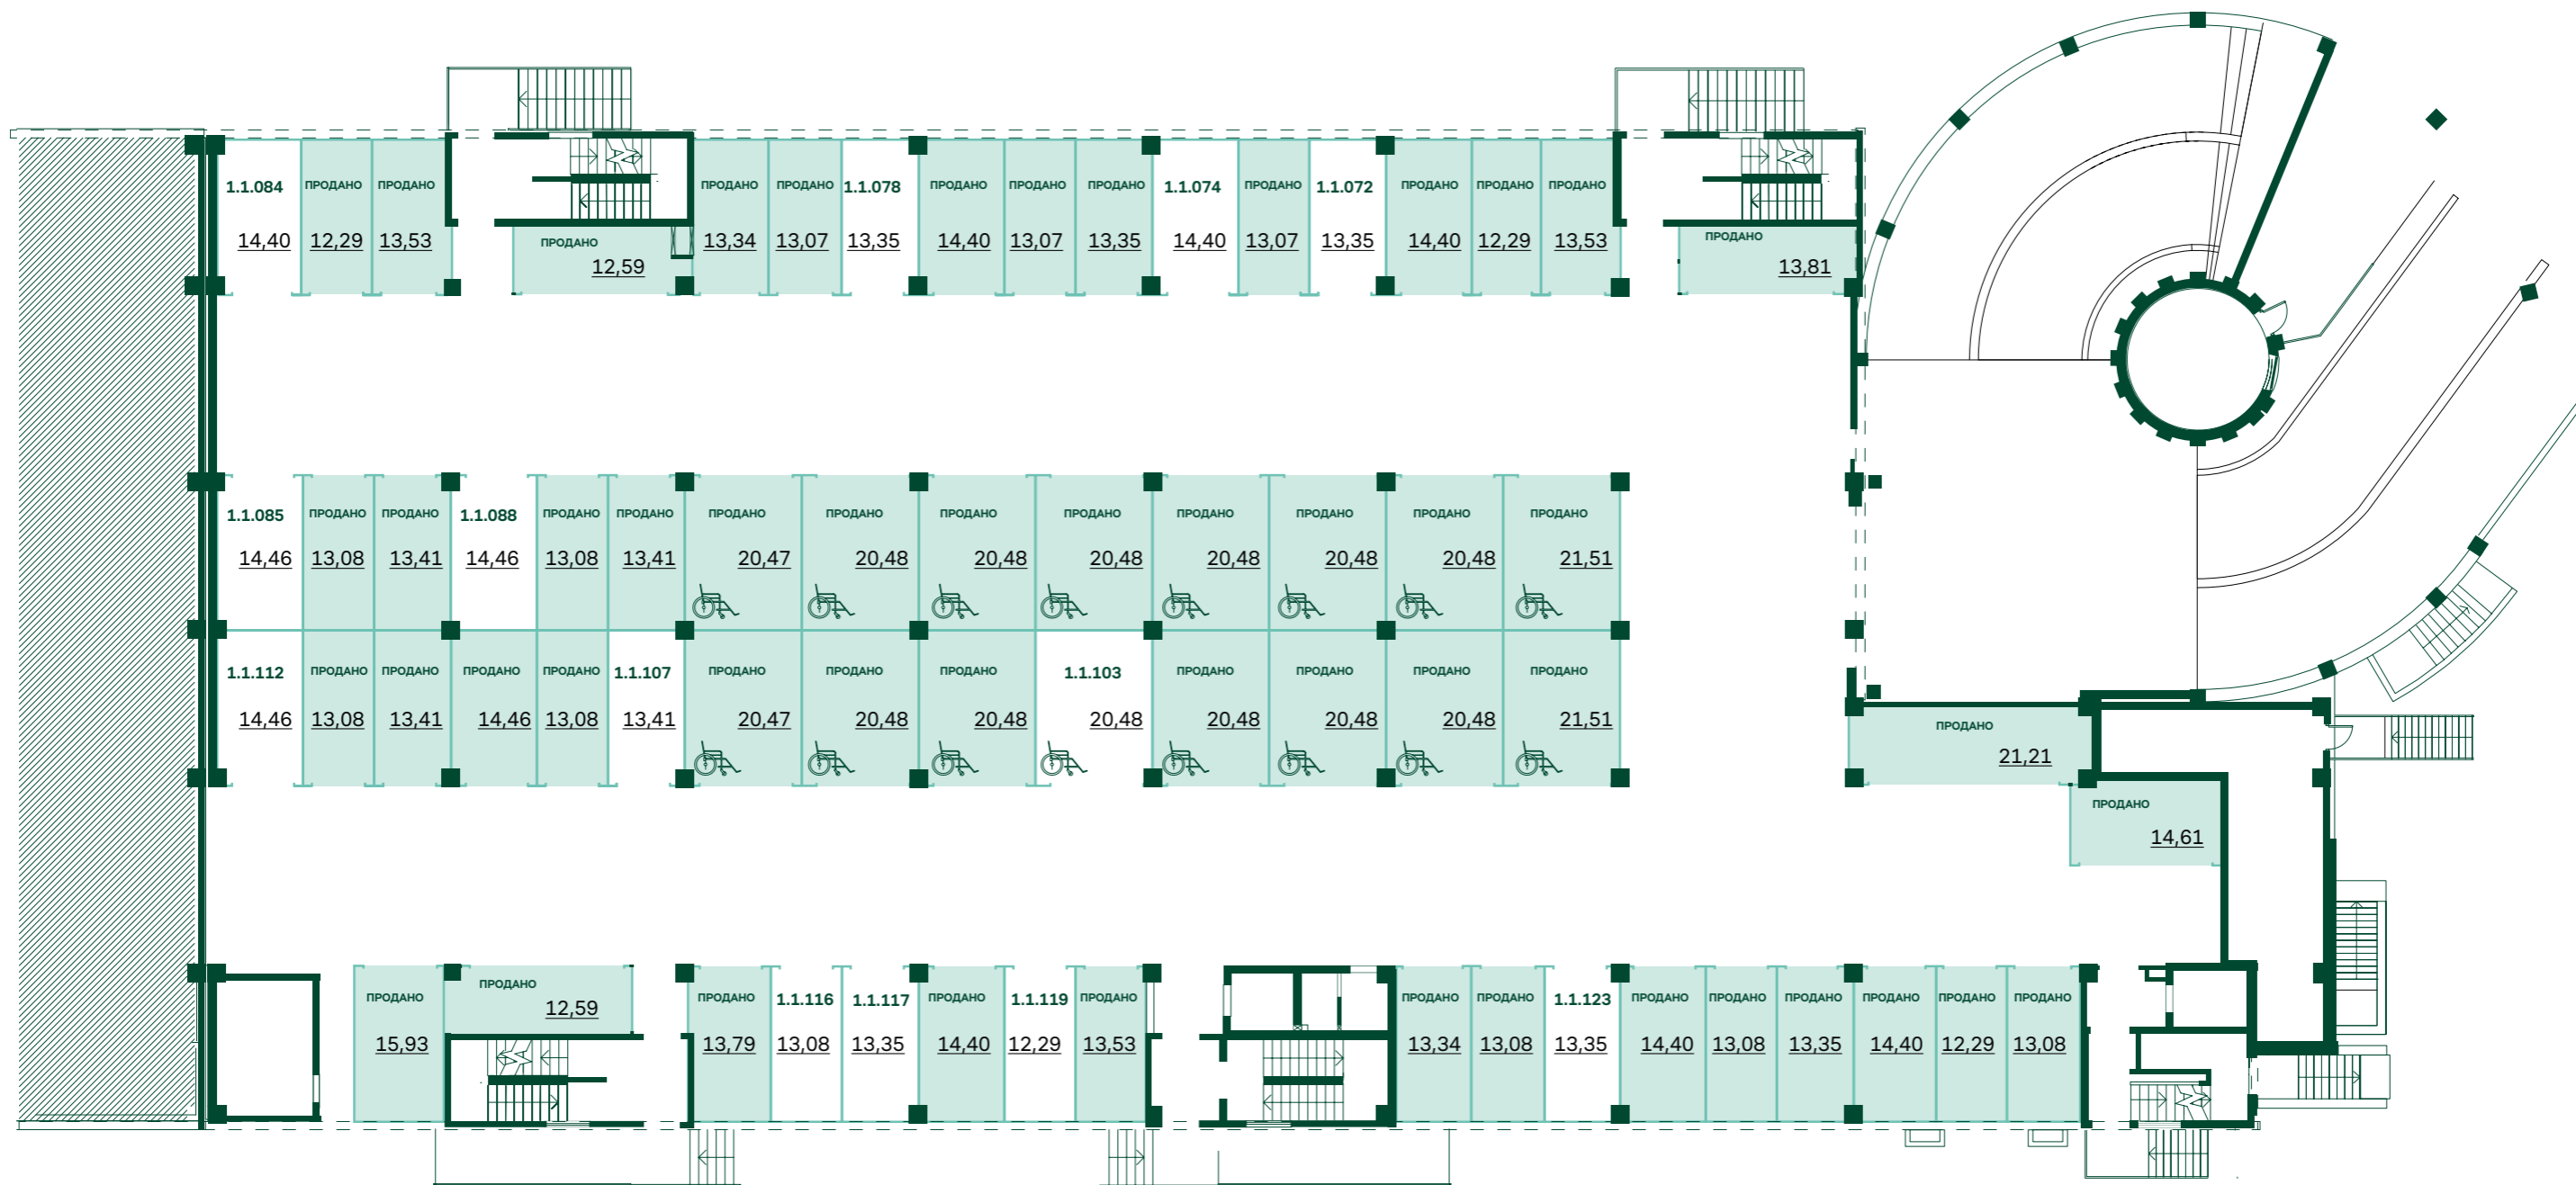 1.1.084 ПРОДАНО ПРОДАНО ПРОДАНО ПРОДАНО 1.1.078 ПРОДАНО ПРОДАНО ПРОДАНО 1.1.074 ПРОДАНО 1.1.072 ПРОДАНО ПРОДАНО ПРОДАНО
14,40 12,29 13,53 13,34 13,07 13,35 14,40 13,07 13,35 14,40 13,07 13,35 14,40 12,29 13,53
ПРОДАНО ПРОДАНО
12,59 13,81
1.1.085 ПРОДАНО ПРОДАНО 1.1.088 ПРОДАНО ПРОДАНО ПРОДАНО ПРОДАНО ПРОДАНО ПРОДАНО ПРОДАНО ПРОДАНО ПРОДАНО ПРОДАНО
14,46 13,08 13,41 14,46 13,08 13,41 20,47 20,48 20,48 20,48 20,48 20,48 20,48 21,51
1.1.112 ПРОДАНО ПРОДАНО ПРОДАНО ПРОДАНО 1.1.107 ПРОДАНО ПРОДАНО ПРОДАНО 1.1.103 ПРОДАНО ПРОДАНО ПРОДАНО ПРОДАНО
14,46 13,08 13,41 14,46 13,08 13,41 20,47 20,48 20,48 20,48 20,48 20,48 20,48 21,51
ПРОДАНО
21,21
ПРОДАНО
14,61
ПРОДАНО ПРОДАНО ПРОДАНО 1.1.116 1.1.117 ПРОДАНО 1.1.119 ПРОДАНО ПРОДАНО ПРОДАНО 1.1.123 ПРОДАНО ПРОДАНО ПРОДАНО ПРОДАНО ПРОДАНО ПРОДАНО
15,93 12,59 13,79 13,08 13,35 14,40 12,29 13,53 13,34 13,08 13,35 14,40 13,08 13,35 14,40 12,29 13,08